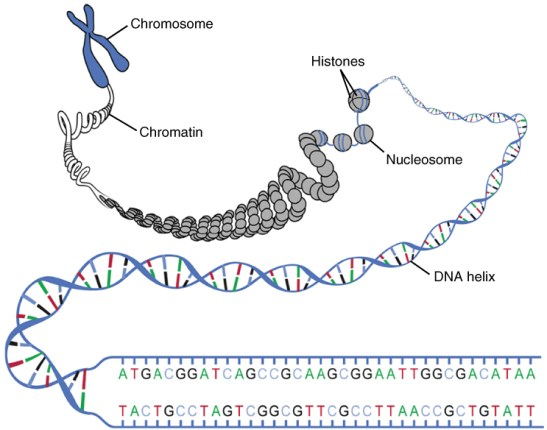 Chromosome
Histones
Chromatin
Nucleosome
DNA helix
ATGACGGATCAGCCGCAAGCGGAATTGGCGACATAA
TACTGCCTAGTCGGCGTTCGCCTTAACCGCTGTATT